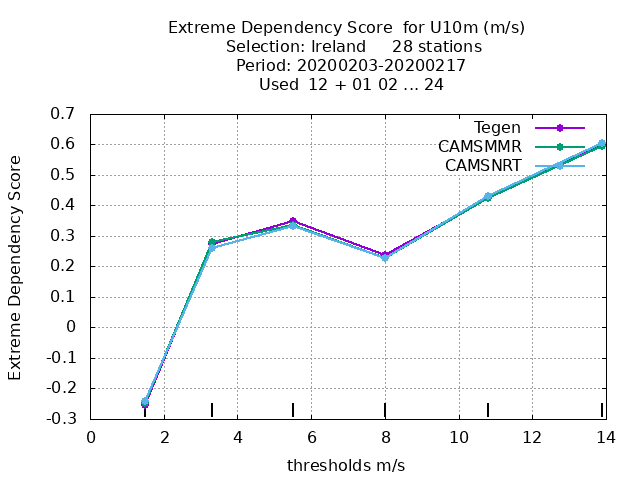 Extreme Dependency Score  for U10m (m/s)
Selection: Ireland     28 stations
Period: 20200203-20200217
Used  12 + 01 02 ... 24
Extreme Dependency Score
0.7
0.6
0.5
0.4
0.3
0.2
0.1
0
-0.1
-0.2
-0.3
Tegen
CAMSMMR
CAMSNRT
0 2 4 6 8 10 12 14
thresholds m/s